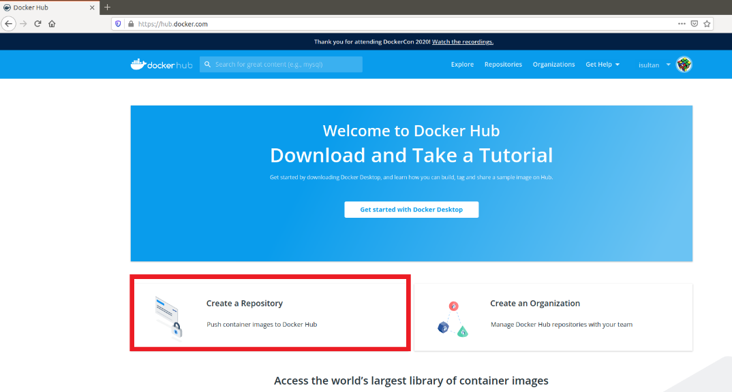 Docker Hub
https://hub.docker.com
Thank you for attending DockerCon 2020! Watch the recordings.
docker hub
Search for great content (e.g., mysql)
Explore
Repositories
Organizations
Get Help
isultan
Welcome to Docker Hub
Download and Take a Tutorial
Get started by downloading Docker Desktop, and learn how you can build, tag and share a sample image on Hub.
Get started with Docker Desktop
Create a Repository
Push container images to Docker Hub
Create an Organization
Manage Docker Hub repositories with your team
Access the world's largest library of container images